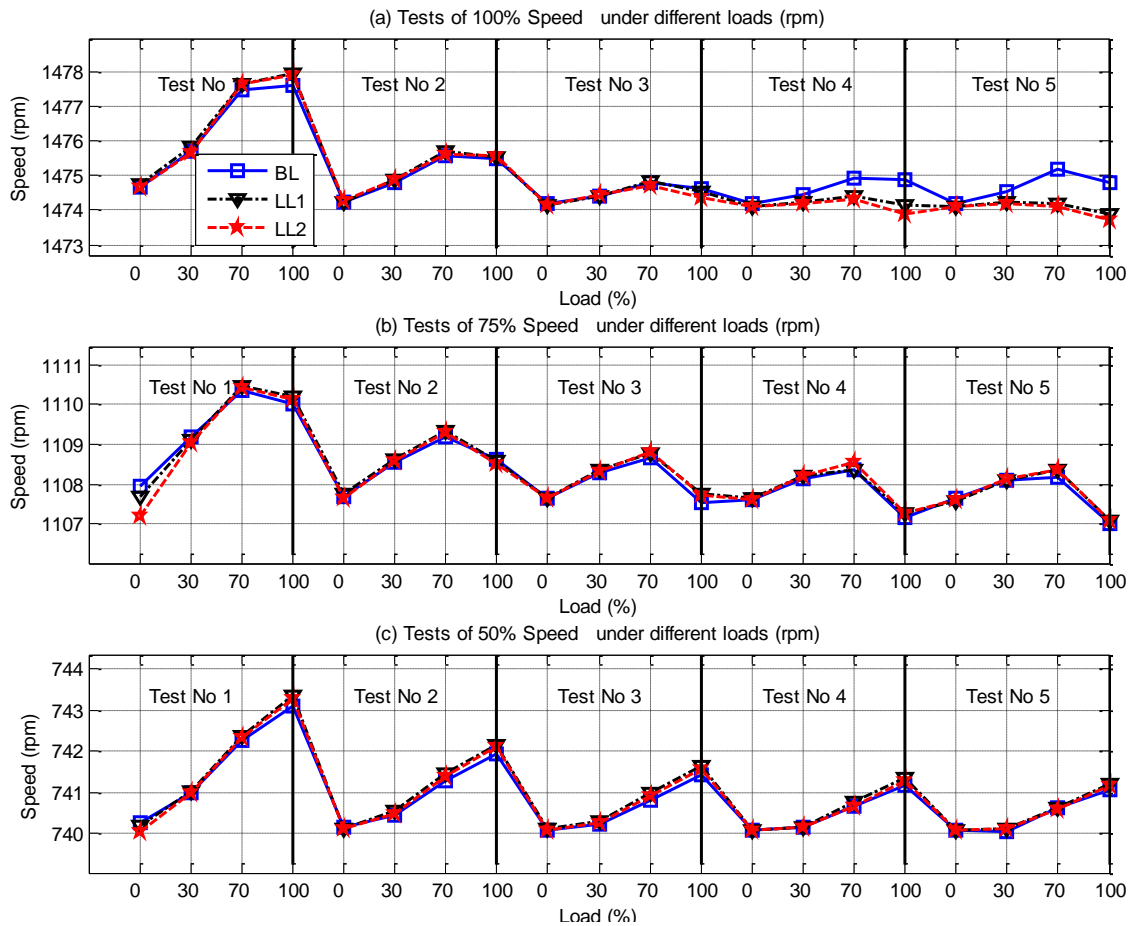 (a) Tests of 100% Speed under different loads (rpm)
Speed (rpm)
1478
1477
1476
1475
1474
1473
Test No
Test No 2
Test No 3
Test No 4
Test No 5
BL
LL1
LL2
0 30 70 100 0 30 70 100 0 30 70 100 0 30 70 100 0 30 70 100
Load (%)
(b) Tests of 75% Speed under different loads (rpm)
Speed (rpm)
1111
1110
1109
1108
1107
Test No 1
Test No 2
Test No 3
Test No 4
Test No 5
0 30 70 100 0 30 70 100 0 30 70 100 0 30 70 100 0 30 70 100
Load (%)
(c) Tests of 50% Speed under different loads (rpm)
Speed (rpm)
744
743
742
741
740
Test No 1
Test No 2
Test No 3
Test No 4
Test No 5
0 30 70 100 0 30 70 100 0 30 70 100 0 30 70 100 0 30 70 100
Load (%)